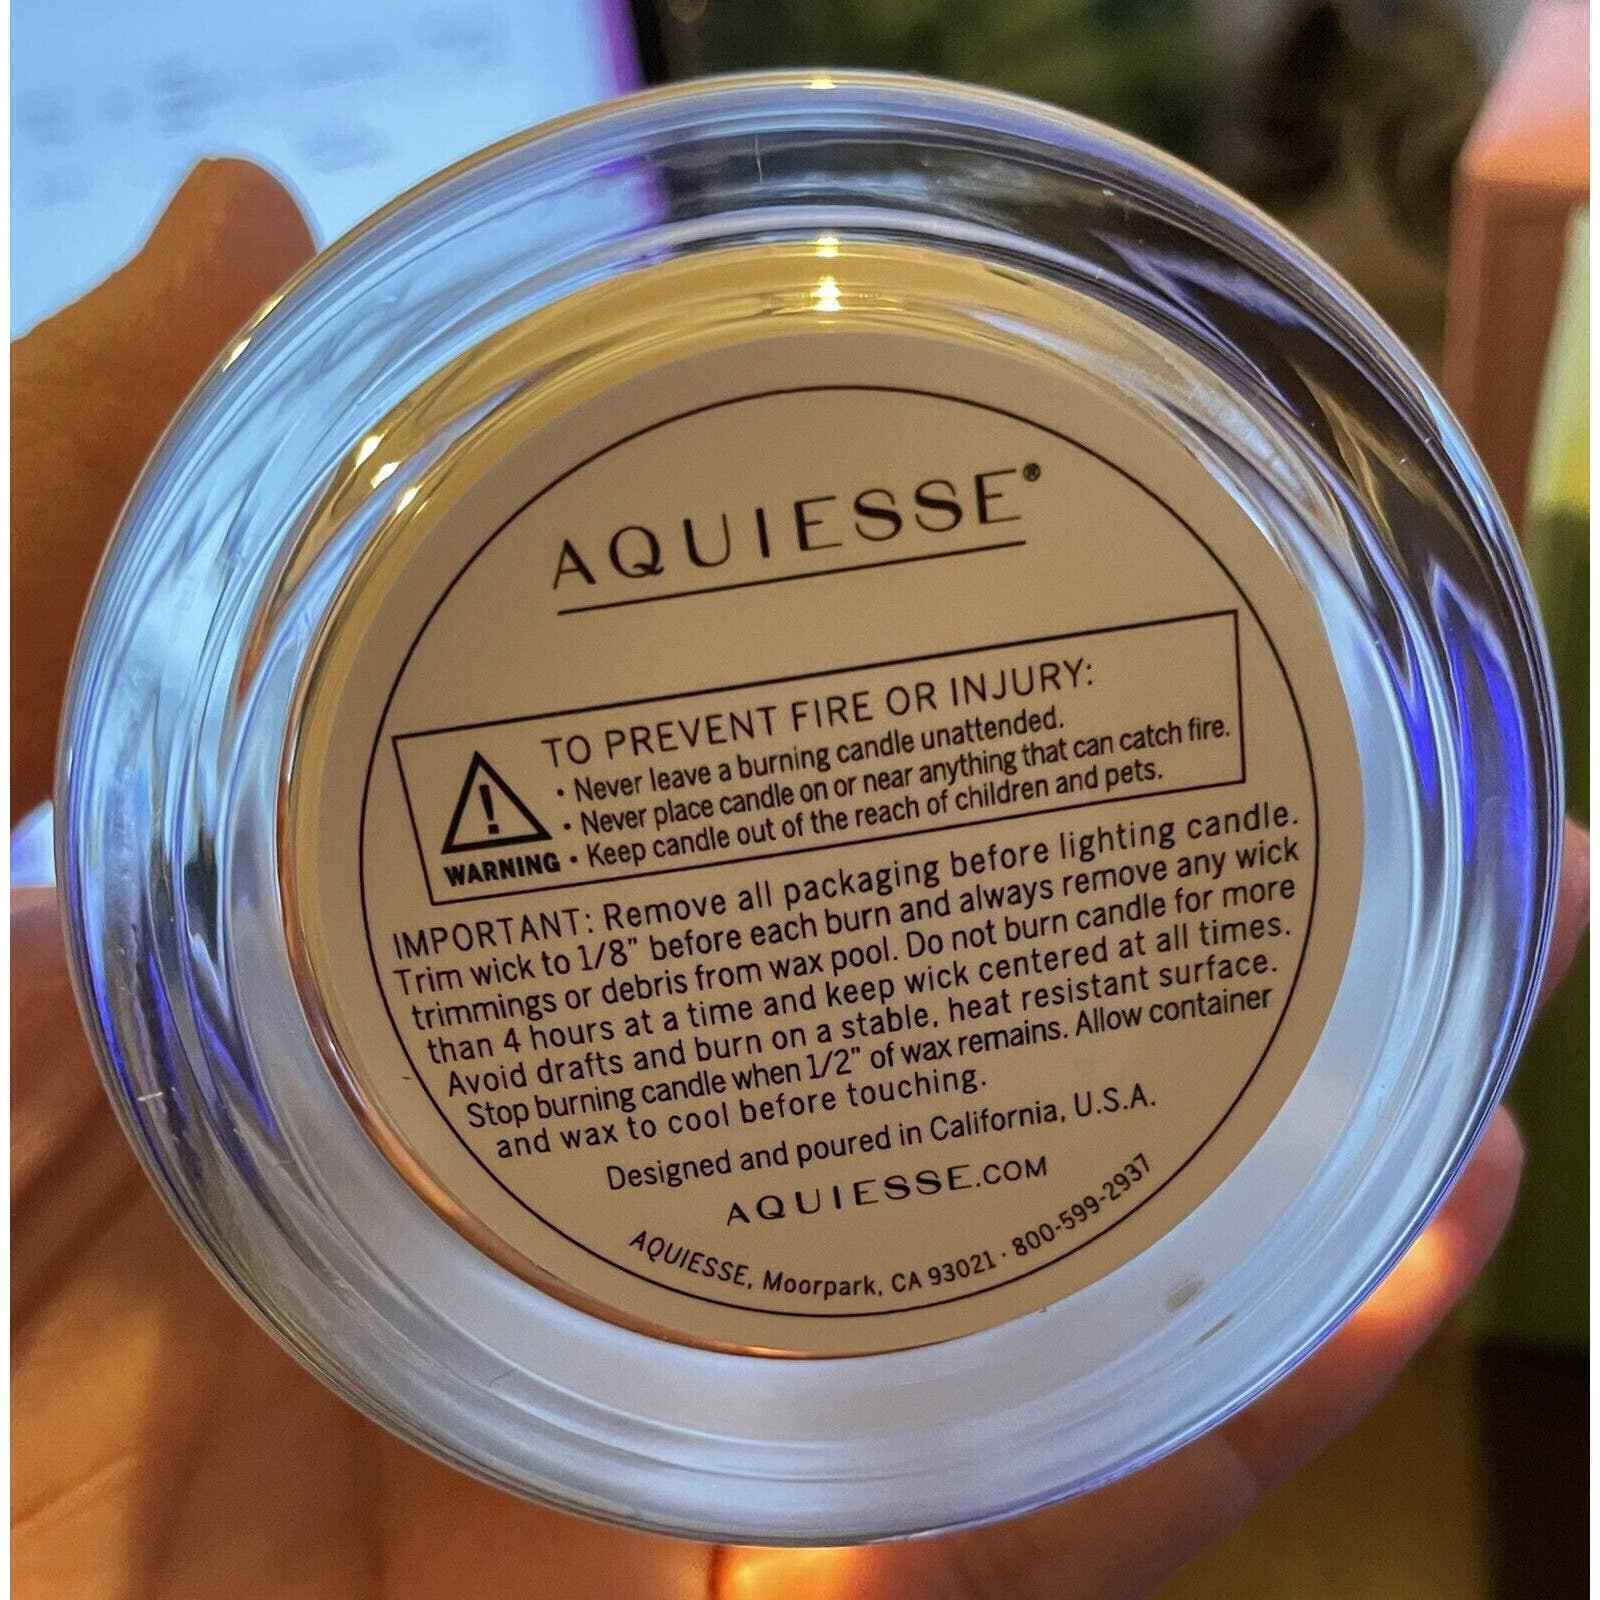 AQUIESSE®
TO PREVENT FIRE OR INJURY:
• Never leave a burning candle unattended.
• Never place candle on or near anything that can catch fire.
WARNING • Keep candle out of the reach of children and pets.
IMPORTANT: Remove all packaging before lighting candle.
Trim wick to 1/8" before each burn and always remove any wick
trimmings or debris from wax pool. Do not burn candle for more
than 4 hours at a time and keep wick centered at all times.
Avoid drafts and burn on a stable, heat resistant surface.
Stop burning candle when 1/2" of wax remains. Allow container
and wax to cool before touching.
Designed and poured in California, U.S.A.
AQUIESSE.COM
AQUIESSE, Moorpark, CA 93021 · 800-599-2937